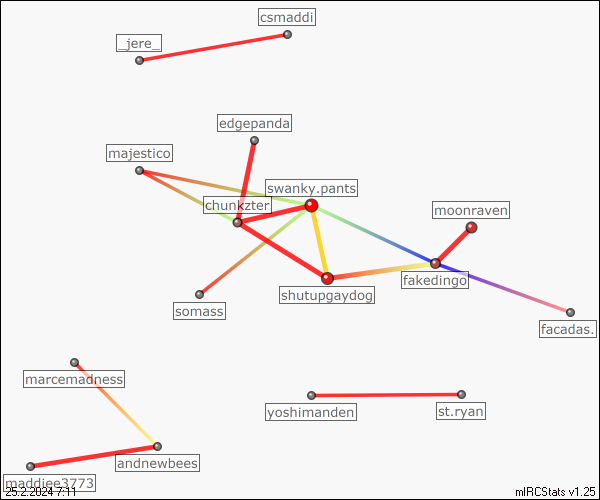 csmaddi
_jere_
edgepanda
majestico
swanky.pants
chunkzter
moonraven
fakedingo
shutupgaydog
somass
facadas.
marcemadness
yoshimanden
st.ryan
andnewbees
maddiee3773
25.2.2024 7:11
mIRCStats v1.25